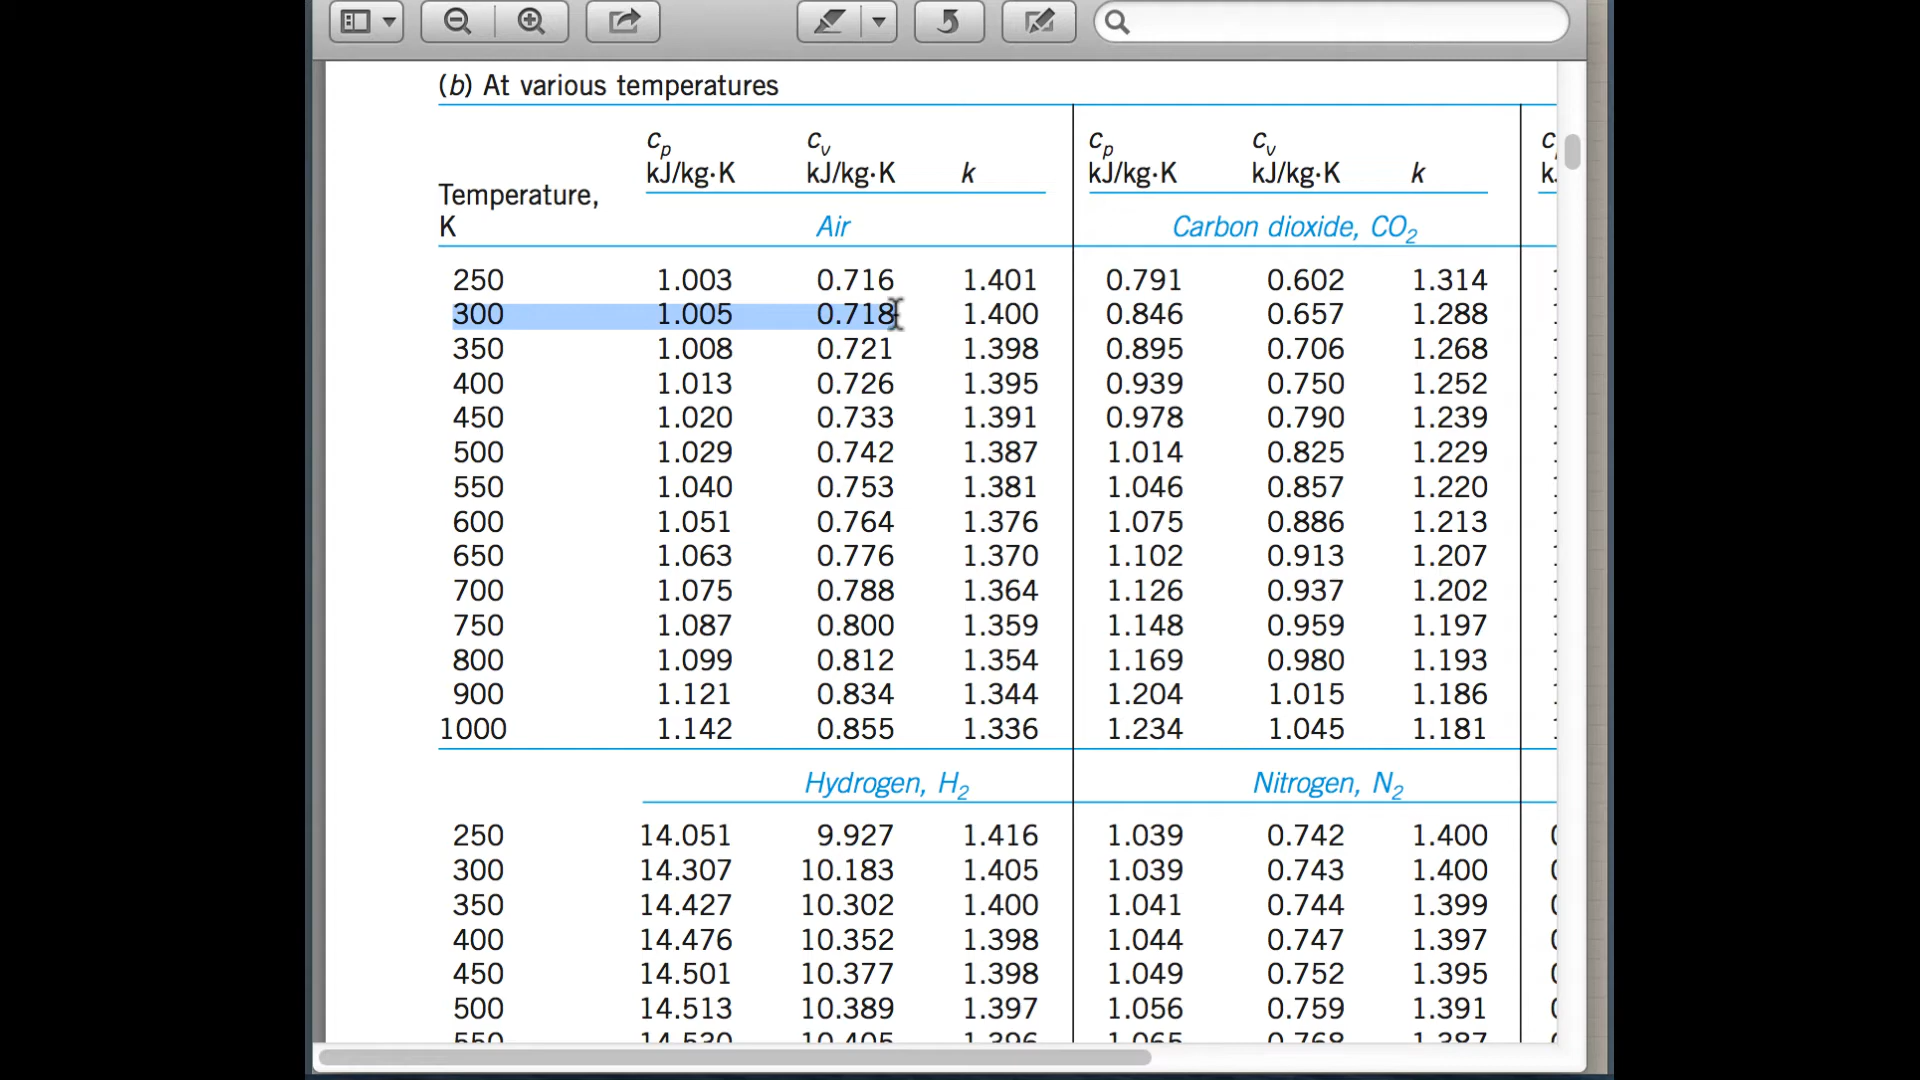 (b) At various temperatures
cp cv cp cv
kJ/kg·K kJ/kg·K k kJ/kg·K kJ/kg·K k
Temperature,
K Air Carbon dioxide, CO2
250 1.003 0.716 1.401 0.791 0.602 1.314
300 1.005 0.718 1.400 0.846 0.657 1.288
350 1.008 0.721 1.398 0.895 0.706 1.268
400 1.013 0.726 1.395 0.939 0.750 1.252
450 1.020 0.733 1.391 0.978 0.790 1.239
500 1.029 0.742 1.387 1.014 0.825 1.229
550 1.040 0.753 1.381 1.046 0.857 1.220
600 1.051 0.764 1.376 1.075 0.886 1.213
650 1.063 0.776 1.370 1.102 0.913 1.207
700 1.075 0.788 1.364 1.126 0.937 1.202
750 1.087 0.800 1.359 1.148 0.959 1.197
800 1.099 0.812 1.354 1.169 0.980 1.193
900 1.121 0.834 1.344 1.204 1.015 1.186
1000 1.142 0.855 1.336 1.234 1.045 1.181
Hydrogen, H2 Nitrogen, N2
250 14.051 9.927 1.416 1.039 0.742 1.400
300 14.307 10.183 1.405 1.039 0.743 1.400
350 14.427 10.302 1.400 1.041 0.744 1.399
400 14.476 10.352 1.398 1.044 0.747 1.397
450 14.501 10.377 1.398 1.049 0.752 1.395
500 14.513 10.389 1.397 1.056 0.759 1.391
550 14.530 10.405 1.396 1.065 0.768 1.387